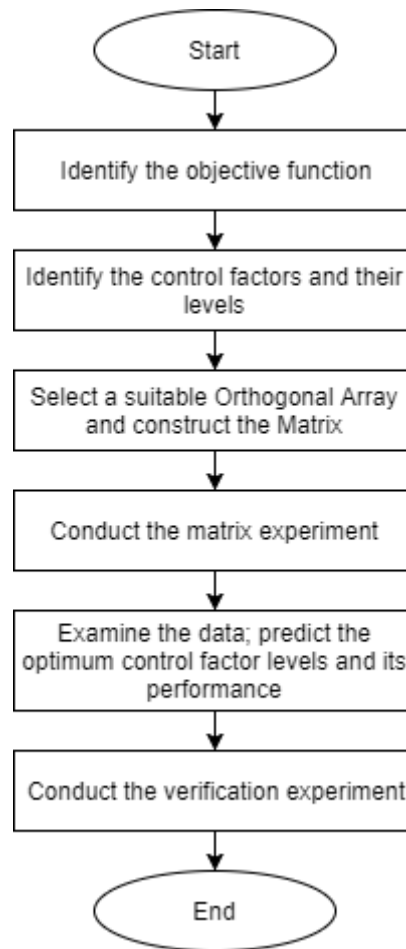 Start
Identify the objective function
Identify the control factors and their
levels
Select a suitable Orthogonal Array
and construct the Matrix
Conduct the matrix experiment
Examine the data; predict the
optimum control factor levels and its
performance
Conduct the verification experiment
End